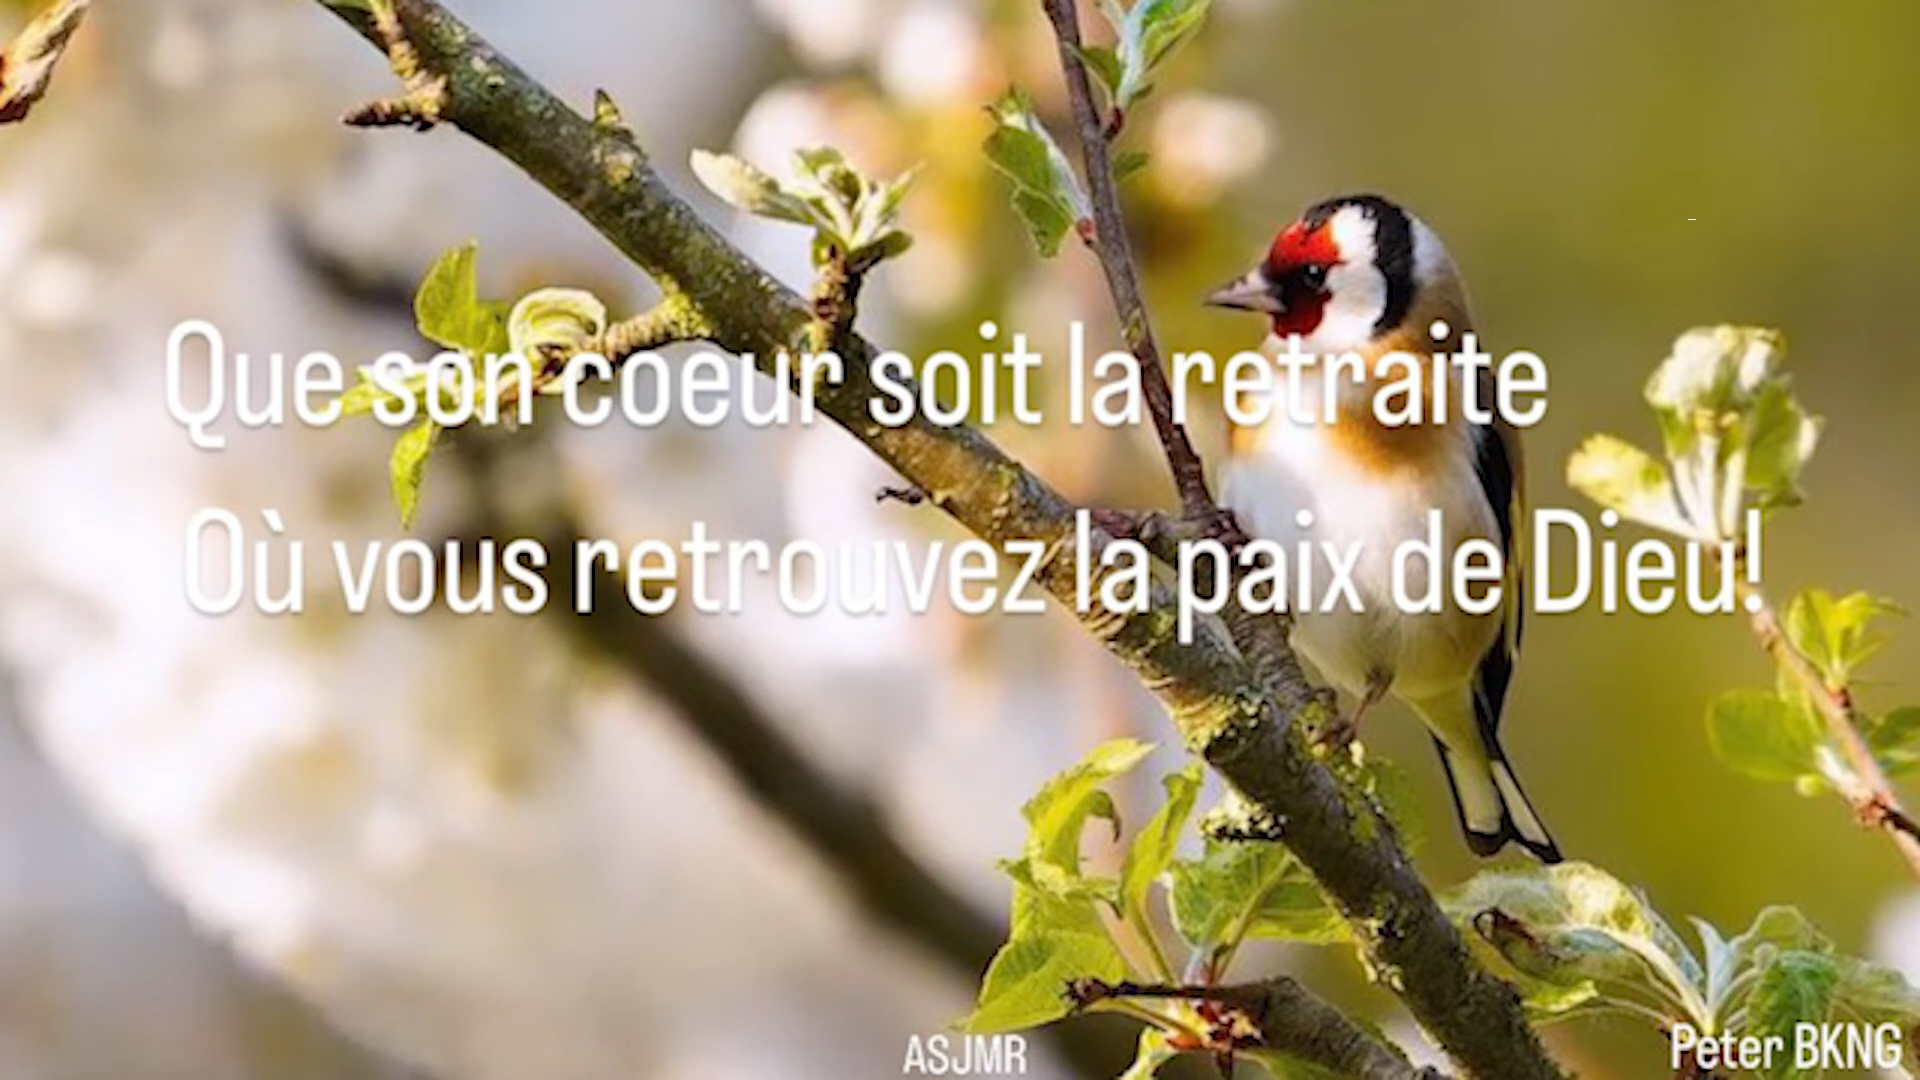 Que son coeur soit la retraite
Où vous retrouvez la paix de Dieu!
ASJMR
Peter BKNG